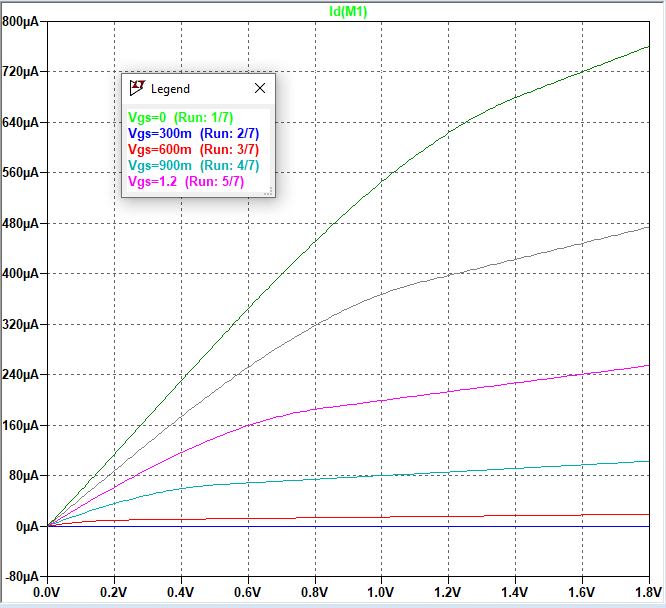 Id(M1)
800µA
720µA
640µA
560µA
480µA
400µA
320µA
240µA
160µA
80µA
0µA
-80µA
Legend
Vgs=0 (Run: 1/7)
Vgs=300m (Run: 2/7)
Vgs=600m (Run: 3/7)
Vgs=900m (Run: 4/7)
Vgs=1.2 (Run: 5/7)
0.0V 0.2V 0.4V 0.6V 0.8V 1.0V 1.2V 1.4V 1.6V 1.8V